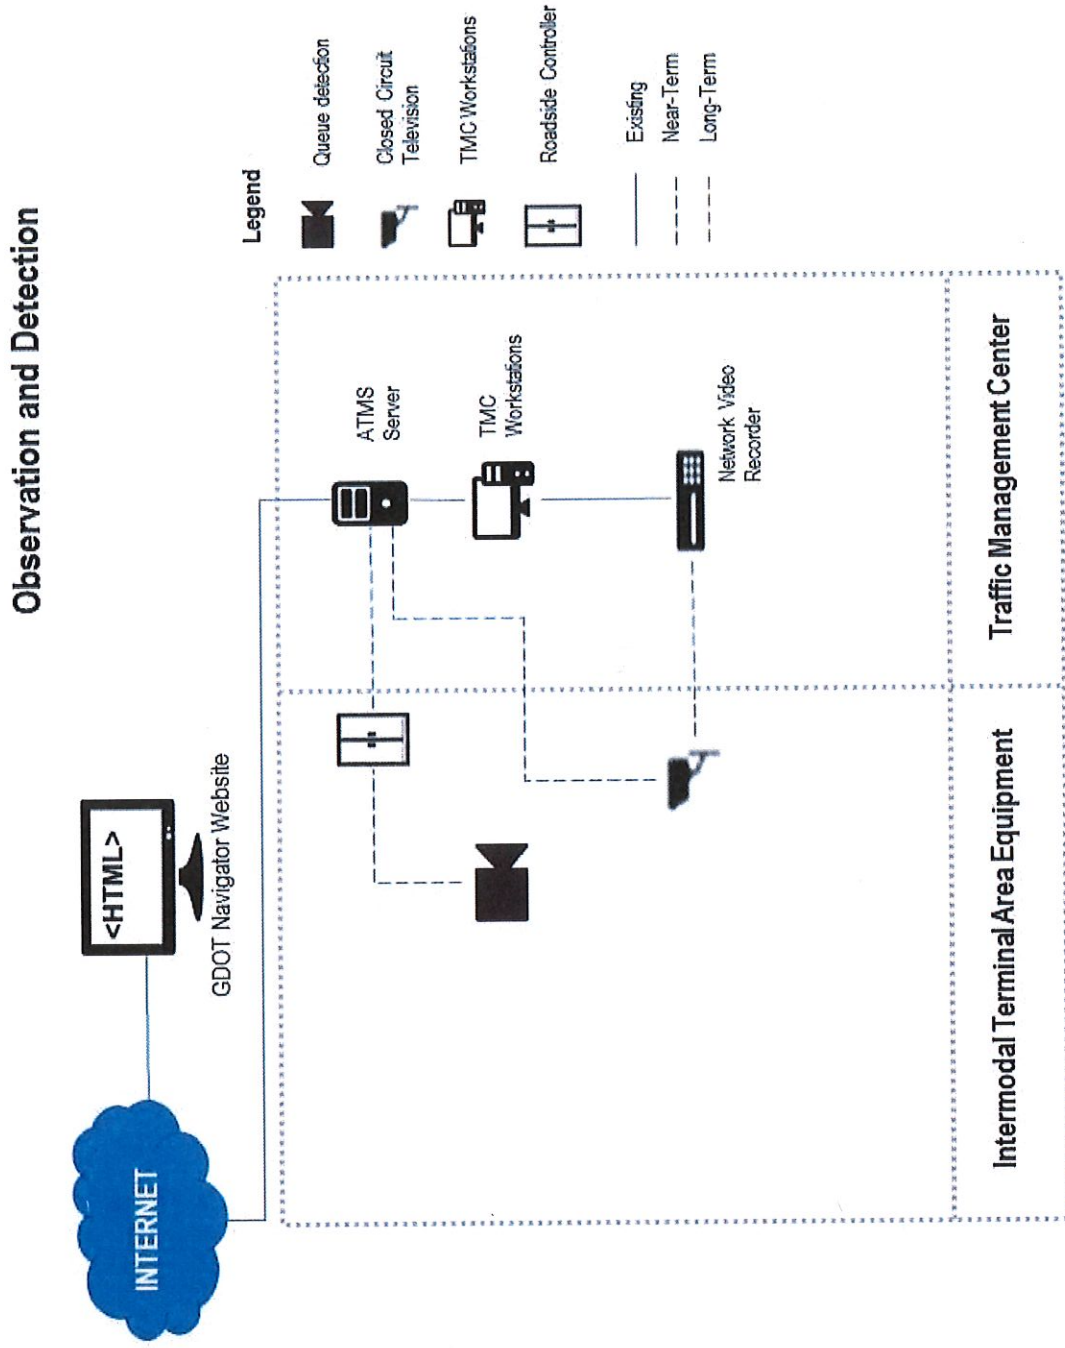 Observation and Detection
INTERNET
<HTML>
GDOT Navigator Website
Legend
Queue detection
Closed Circuit
Television
TMC Workstations
Roadside Controller
Existing
Near-Term
Long-Term
ATMS
Server
TMC
Workstations
Network Video
Recorder
Intermodal Terminal Area Equipment
Traffic Management Center